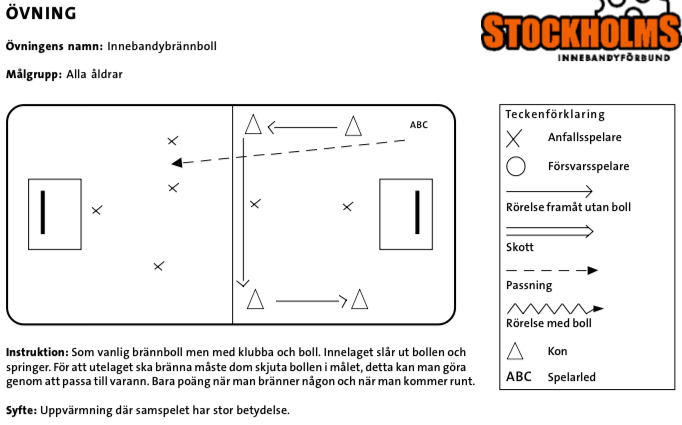 ÖVNING
STOCKHOLMS
INNEBANDYFÖRBUND
Övningens namn: Innebandybrännboll
Målgrupp: Alla åldrar
ABC
Teckenförklaring
Anfallsspelare
Försvarsspelare
Rörelse framåt utan boll
Skott
Passning
Rörelse med boll
Kon
ABC Spelarled
Instruktion: Som vanlig brännboll men med klubba och boll. Innelaget slår ut bollen och
springer. För att utelaget ska bränna måste dom skjuta bollen i målet, detta kan man göra
genom att passa till varann. Bara poäng när man bränner någon och när man kommer runt.
Syfte: Uppvärmning där samspelet har stor betydelse.